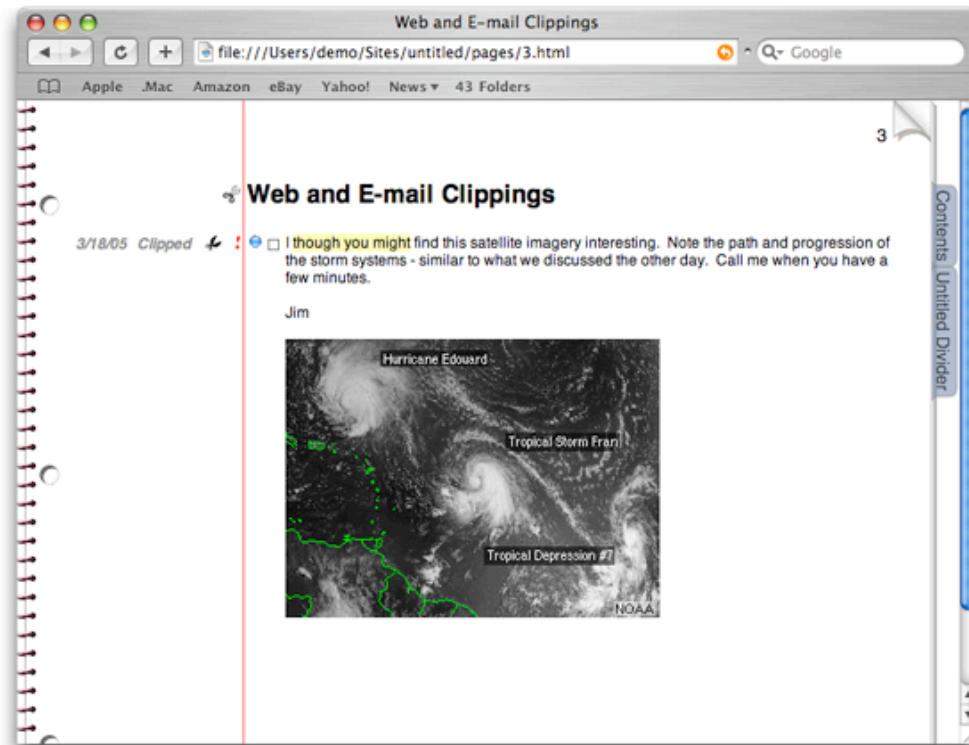 Web and E-mail Clippings
file:///Users/demo/Sites/untitled/pages/3.html
Google
Apple .Mac Amazon eBay Yahoo! News 43 Folders
3
Web and E-mail Clippings
3/18/05 Clipped ! I though you might find this satellite imagery interesting. Note the path and progression of
the storm systems - similar to what we discussed the other day. Call me when you have a
few minutes.
Jim
Hurricane Edouard
Tropical Storm Fran
Tropical Depression #7
NOAA
Contents
Untitled Divider